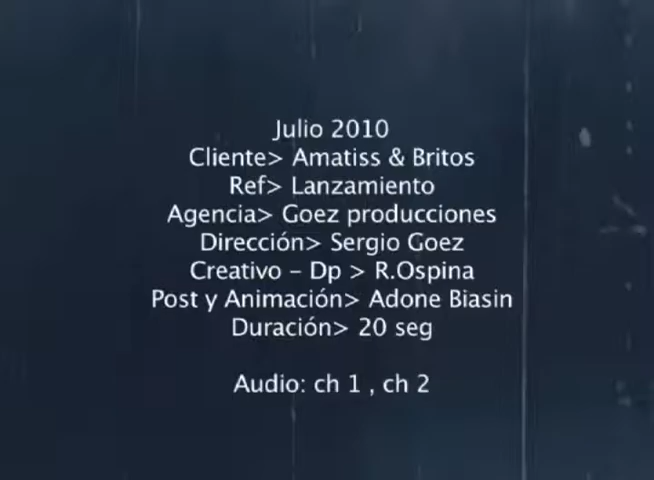 Julio 2010
Cliente> Amatiss & Britos
Ref> Lanzamiento
Agencia> Goez producciones
Dirección> Sergio Goez
Creativo - Dp > R.Ospina
Post y Animación> Adone Biasin
Duración> 20 seg
Audio: ch 1 , ch 2